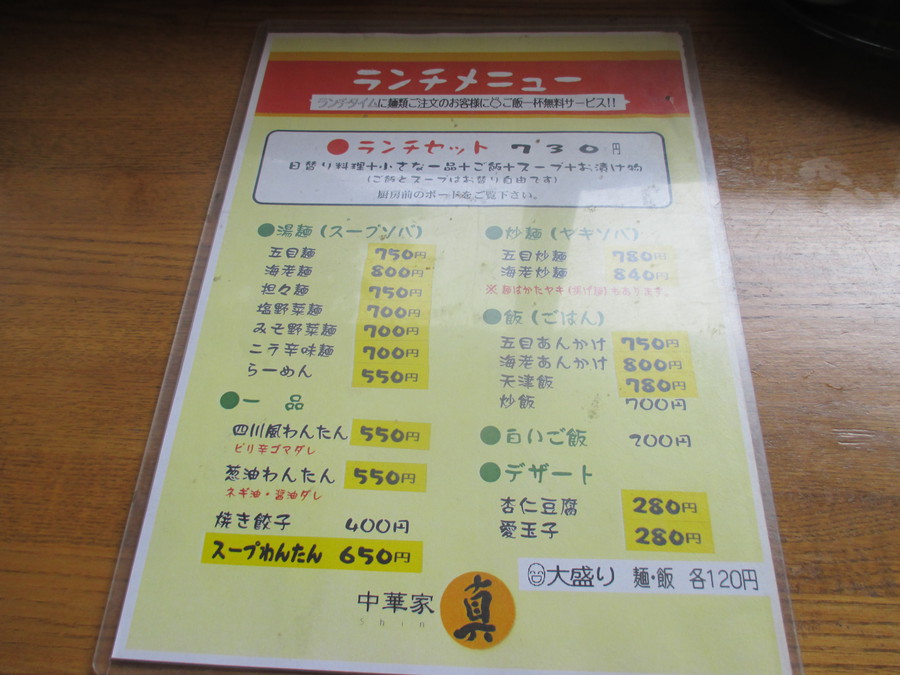 ランチメニュー
ランチタイムに麺類ご注文のお客様にご飯一杯無料サービス!!
●ランチセット 730円
日替り料理+小さな一品+ご飯+スープ+お漬け物
(ご飯とスープはお替り自由です)
厨房前のボードをご覧下さい。
●湯麺(スープソバ)
五目麺 750円
海老麺 800円
担々麺 750円
塩野菜麺 700円
みそ野菜麺 700円
ニラ辛味麺 700円
らーめん 550円
●一品
四川風わんたん 550円
ピリ辛ゴマダレ
葱油わんたん 550円
ネギ油・醤油ダレ
焼き餃子 400円
スープわんたん 650円
●炒麺(ヤキソバ)
五目炒麺 780円
海老炒麺 840円
※麺はかたヤキ(揚げ麺)もあります。
●飯(ごはん)
五目あんかけ 750円
海老あんかけ 800円
天津飯 780円
炒飯 700円
●白いご飯 200円
●デザート
杏仁豆腐 280円
愛玉子 280円
大盛り 麺・飯 各120円
中華家 真
Shin